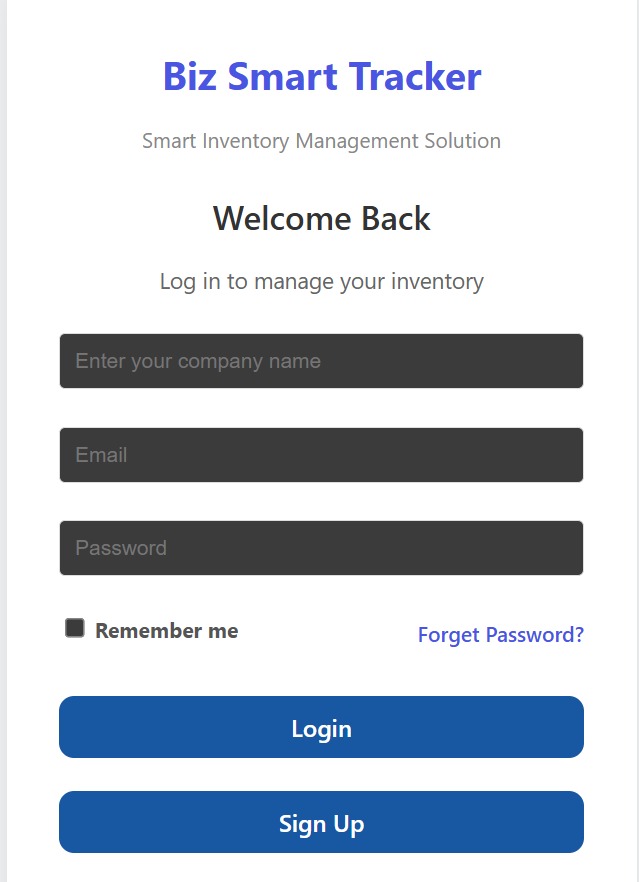 Biz Smart Tracker
Smart Inventory Management Solution
Welcome Back
Log in to manage your inventory
Enter your company name
Email
Password
Remember me
Forget Password?
Login
Sign Up